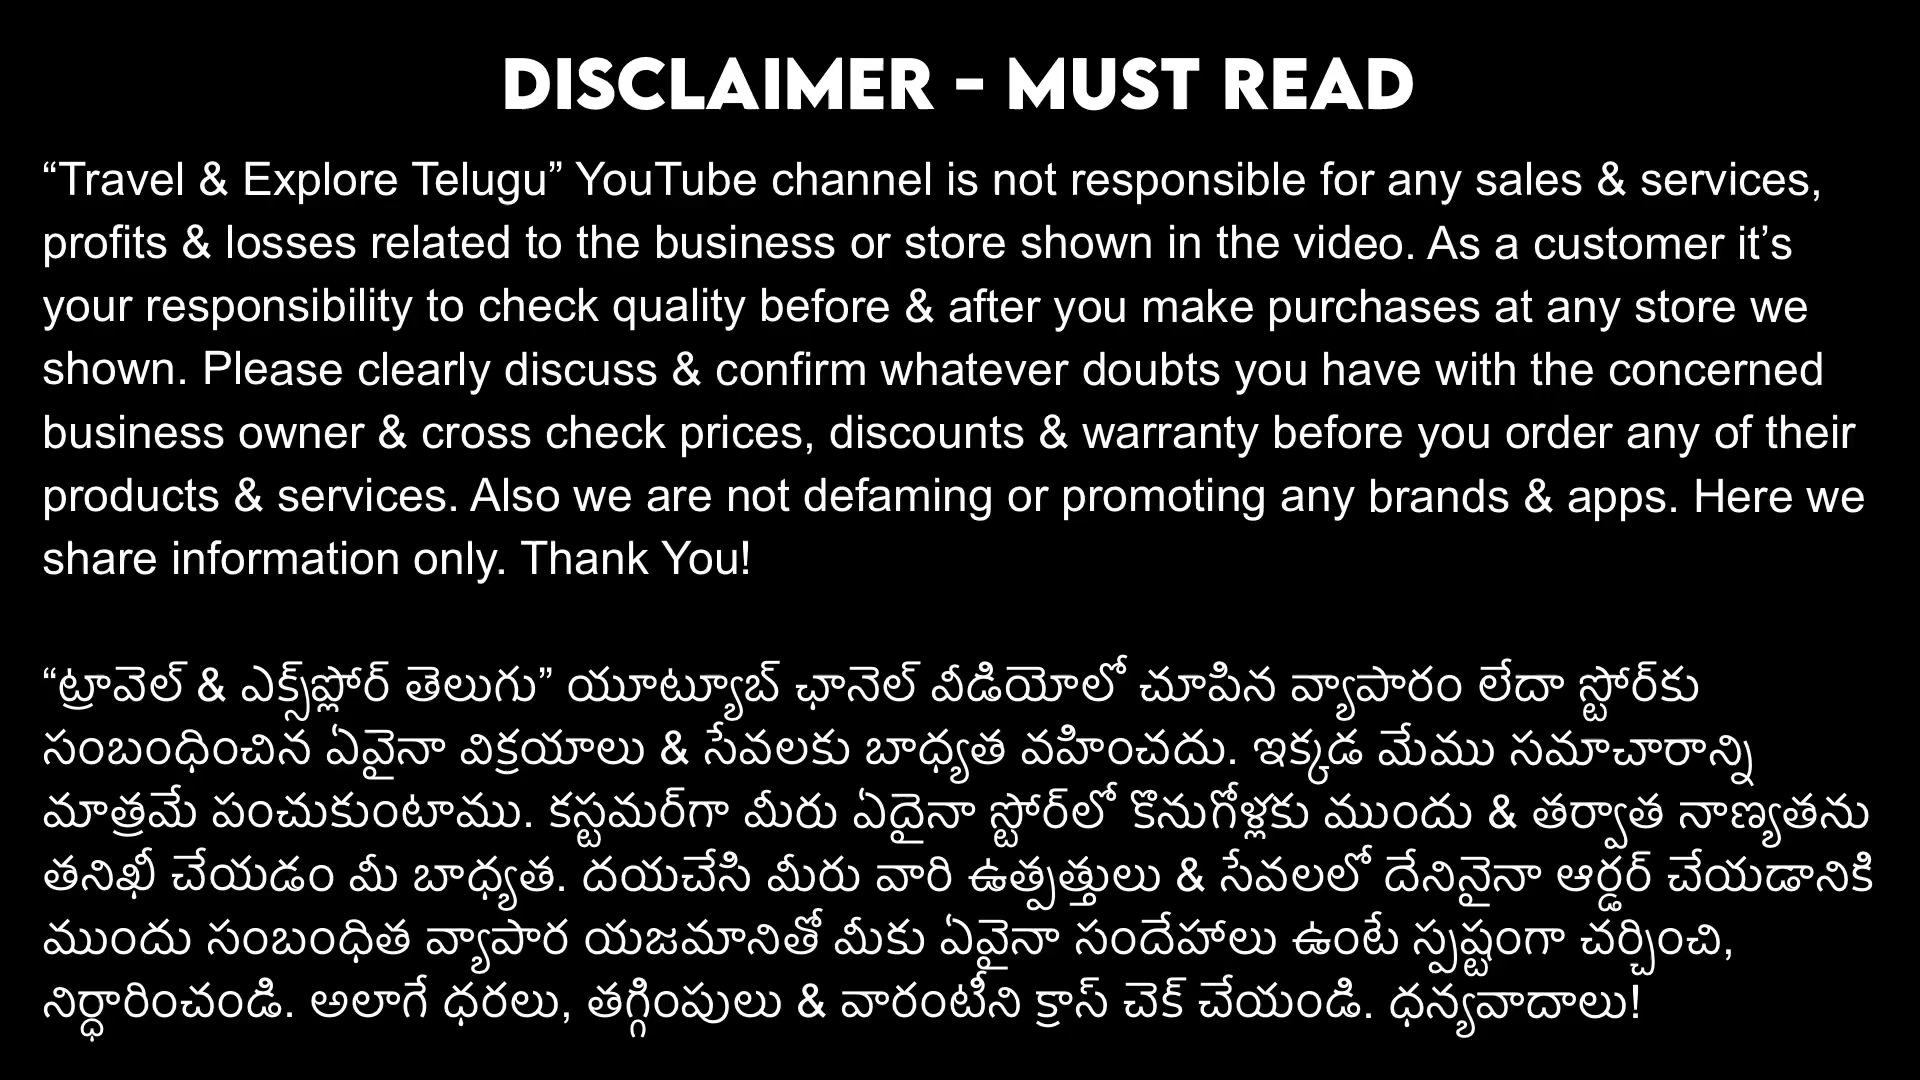 DISCLAIMER - MUST READ
“Travel & Explore Telugu” YouTube channel is not responsible for any sales & services,
profits & losses related to the business or store shown in the video. As a customer it’s
your responsibility to check quality before & after you make purchases at any store we
shown. Please clearly discuss & confirm whatever doubts you have with the concerned
business owner & cross check prices, discounts & warranty before you order any of their
products & services. Also we are not defaming or promoting any brands & apps. Here we
share information only. Thank You!
“ట్రావెల్ & ఎక్స్‌ప్లోర్ తెలుగు” యూట్యూబ్ ఛానెల్ వీడియోలో చూపిన వ్యాపారం లేదా స్టోర్‌కు
సంబంధించిన ఏవైనా విక్రయాలు & సేవలకు బాధ్యత వహించదు. ఇక్కడ మేము సమాచారాన్ని
మాత్రమే పంచుకుంటాము. కస్టమర్‌గా మీరు ఏదైనా స్టోర్‌లో కొనుగోళ్లకు ముందు & తర్వాత నాణ్యతను
తనిఖీ చేయడం మీ బాధ్యత. దయచేసి మీరు వారి ఉత్పత్తులు & సేవలలో దేనినైనా ఆర్డర్ చేయడానికి
ముందు సంబంధిత వ్యాపార యజమానితో మీకు ఏవైనా సందేహాలు ఉంటే స్పష్టంగా చర్చించి,
నిర్ధారించండి. అలాగే ధరలు, తగ్గింపులు & వారంటీని క్రాస్ చెక్ చేయండి. ధన్యవాదాలు!